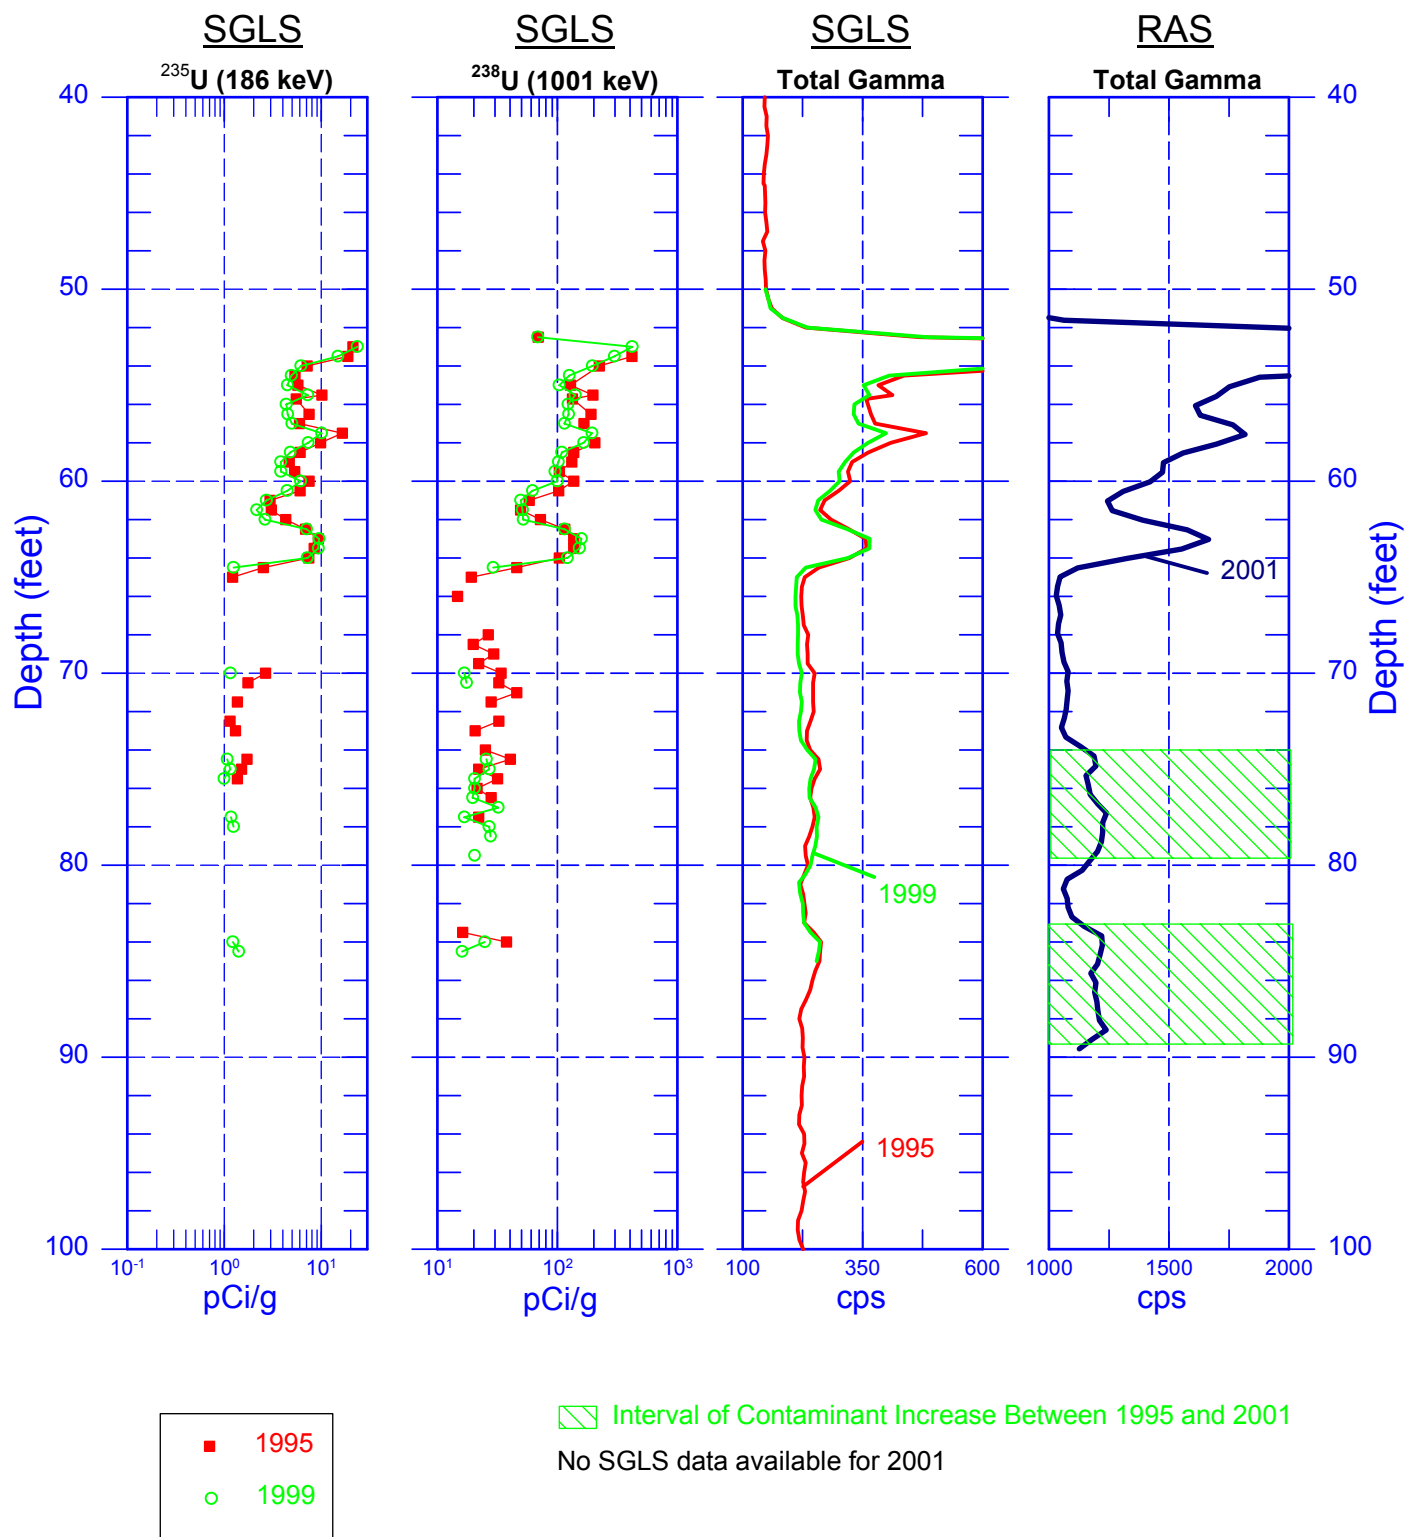 SGLS SGLS SGLS RAS
²³⁵U (186 keV) ²³⁸U (1001 keV) Total Gamma Total Gamma
40 40
50 50
60 60
2001
70 70
Depth (feet) Depth (feet)
80 80
1999
90 90
1995
100 100
10⁻¹ 10⁰ 10¹ 10¹ 10² 10³ 100 350 600 1000 1500 2000
pCi/g pCi/g cps cps
Interval of Contaminant Increase Between 1995 and 2001
1995
No SGLS data available for 2001
1999